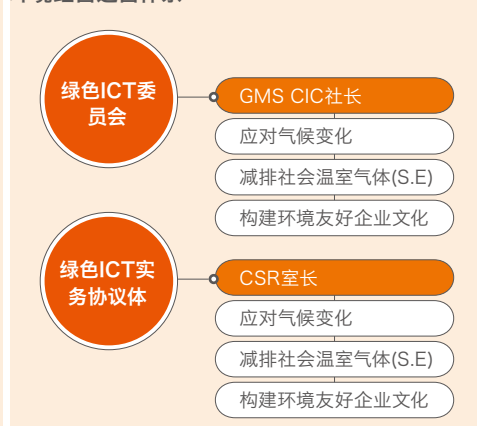 绿色ICT委
员会
GMS CIC社长
应对气候变化
减排社会温室气体(S.E)
构建环境友好企业文化
绿色ICT实
务协议体
CSR室长
应对气候变化
减排社会温室气体(S.E)
构建环境友好企业文化